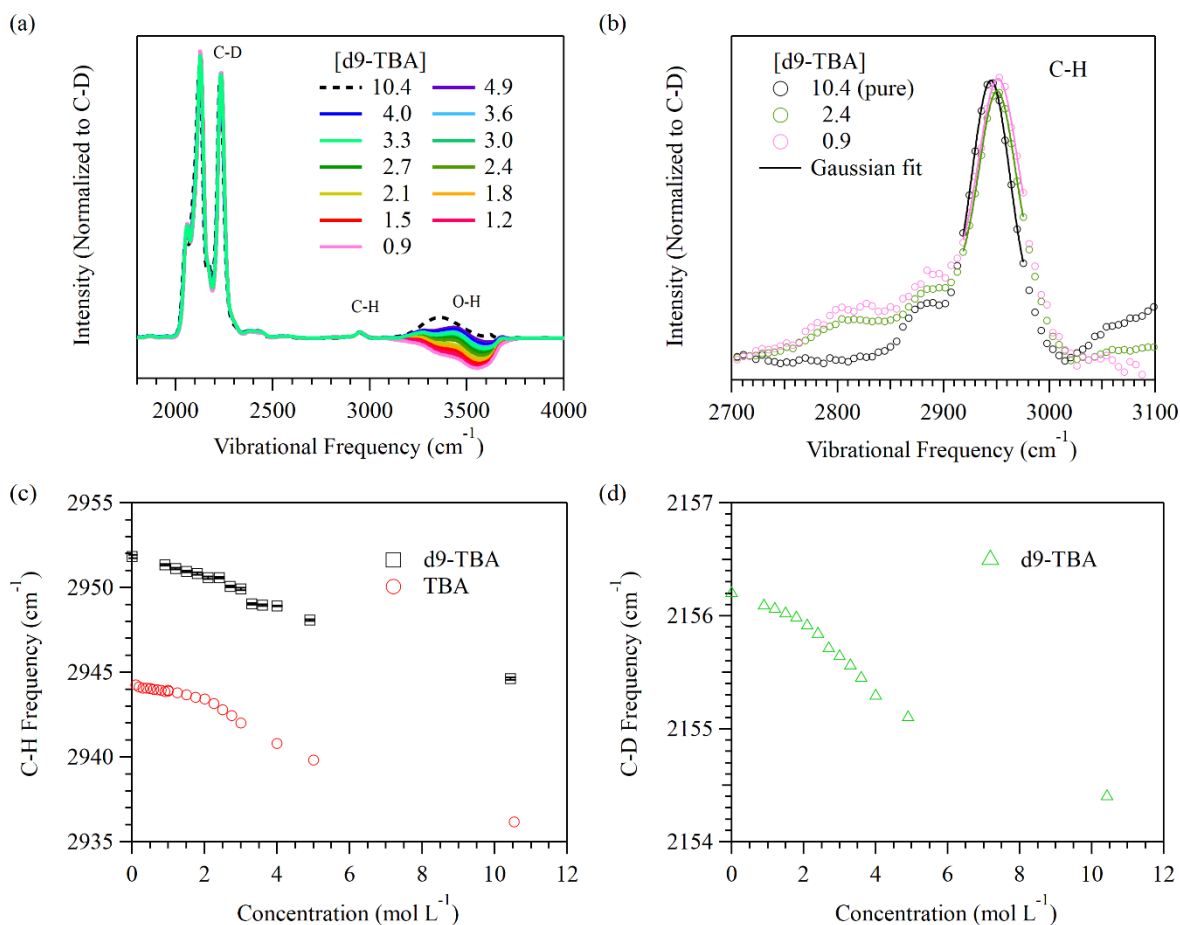 (a)
Intensity (Normalized to C-D)
C-D
[d9-TBA]
10.4 4.9
4.0 3.6
3.3 3.0
2.7 2.4
2.1 1.8
1.5 1.2
0.9
C-H
O-H
2000 2500 3000 3500 4000
Vibrational Frequency (cm⁻¹)
(b)
Intensity (Normalized to C-D)
[d9-TBA]
10.4 (pure)
2.4
0.9
Gaussian fit
C-H
2700 2800 2900 3000 3100
Vibrational Frequency (cm⁻¹)
(c)
C-H Frequency (cm⁻¹)
2955
2950
2945
2940
2935
d9-TBA
TBA
0 2 4 6 8 10 12
Concentration (mol L⁻¹)
(d)
C-D Frequency (cm⁻¹)
2157
2156
2155
2154
d9-TBA
0 2 4 6 8 10 12
Concentration (mol L⁻¹)